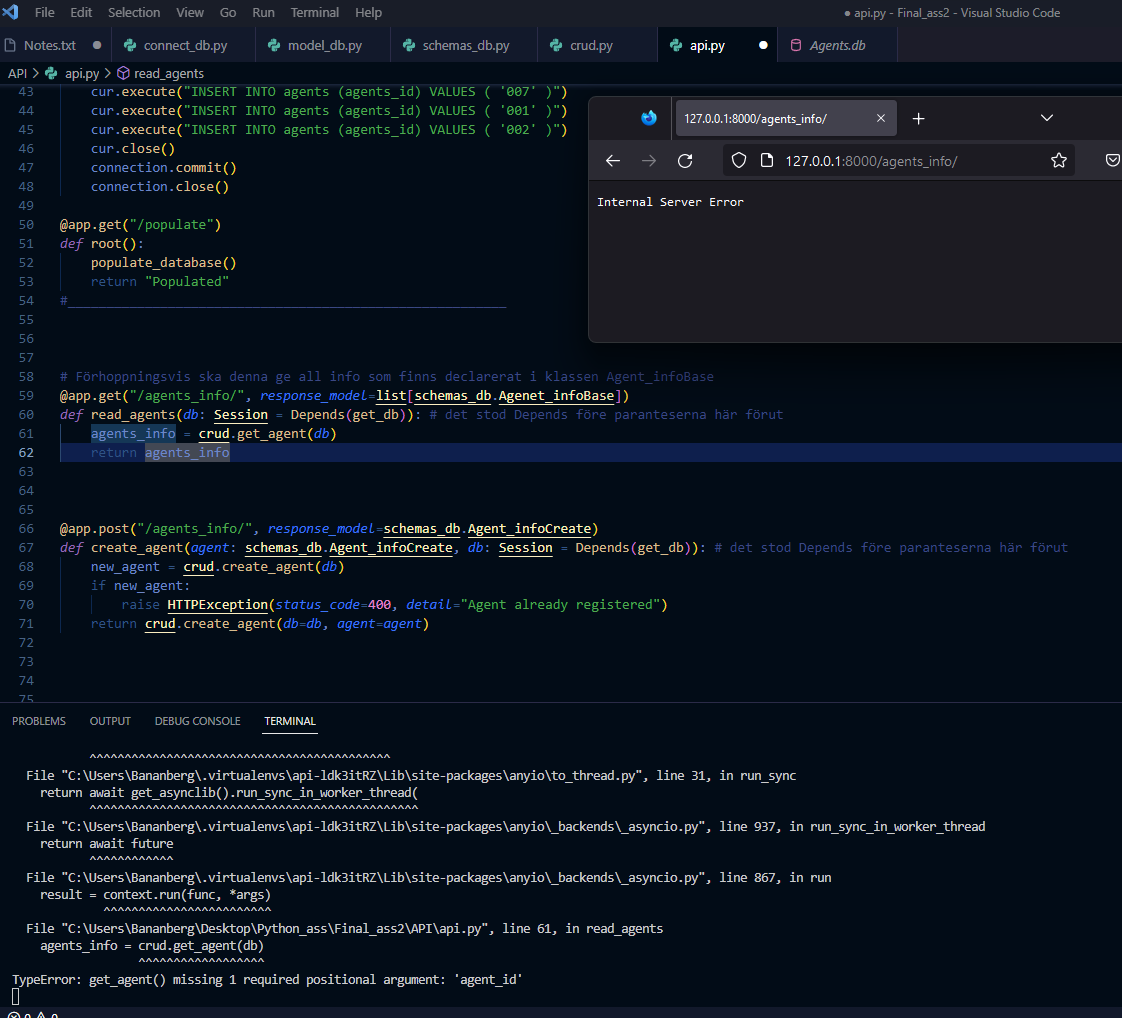 File Edit Selection View Go Run Terminal Help
● api.py - Final_ass2 - Visual Studio Code
Notes.txt ● connect_db.py model_db.py schemas_db.py crud.py api.py ● Agents.db
API > api.py > read_agents
43 cur.execute("INSERT INTO agents (agents_id) VALUES ( '007' )")
44 cur.execute("INSERT INTO agents (agents_id) VALUES ( '001' )")
45 cur.execute("INSERT INTO agents (agents_id) VALUES ( '002' )")
46 cur.close()
47 connection.commit()
48 connection.close()
49
50 @app.get("/populate")
51 def root():
52 populate_database()
53 return "Populated"
54 #_________________________________________________________
55
56
57
58 # Förhoppningsvis ska denna ge all info som finns declarerat i klassen Agent_infoBase
59 @app.get("/agents_info/", response_model=list[schemas_db.Agenet_infoBase])
60 def read_agents(db: Session = Depends(get_db)): # det stod Depends före paranteserna här förut
61 agents_info = crud.get_agent(db)
62 return agents_info
63
64
65
66 @app.post("/agents_info/", response_model=schemas_db.Agent_infoCreate)
67 def create_agent(agent: schemas_db.Agent_infoCreate, db: Session = Depends(get_db)): # det stod Depends före paranteserna här förut
68 new_agent = crud.create_agent(db)
69 if new_agent:
70 raise HTTPException(status_code=400, detail="Agent already registered")
71 return crud.create_agent(db=db, agent=agent)
72
73
74
75
127.0.0.1:8000/agents_info/ × +
127.0.0.1:8000/agents_info/
Internal Server Error
PROBLEMS OUTPUT DEBUG CONSOLE TERMINAL
^^^^^^^^^^^^^^^^^^^^^^^^^^^^^^^^^^^^^^^^^^^
File "C:\Users\Bananberg\.virtualenvs\api-ldk3itRZ\Lib\site-packages\anyio\to_thread.py", line 31, in run_sync
return await get_asynclib().run_sync_in_worker_thread(
^^^^^^^^^^^^^^^^^^^^^^^^^^^^^^^^^^^^^^^^^^^^^^^
File "C:\Users\Bananberg\.virtualenvs\api-ldk3itRZ\Lib\site-packages\anyio\_backends\_asyncio.py", line 937, in run_sync_in_worker_thread
return await future
^^^^^^^^^^^^
File "C:\Users\Bananberg\.virtualenvs\api-ldk3itRZ\Lib\site-packages\anyio\_backends\_asyncio.py", line 867, in run
result = context.run(func, *args)
^^^^^^^^^^^^^^^^^^^^^^^^
File "C:\Users\Bananberg\Desktop\Python_ass\Final_ass2\API\api.py", line 61, in read_agents
agents_info = crud.get_agent(db)
^^^^^^^^^^^^^^^^^^
TypeError: get_agent() missing 1 required positional argument: 'agent_id'
0 0